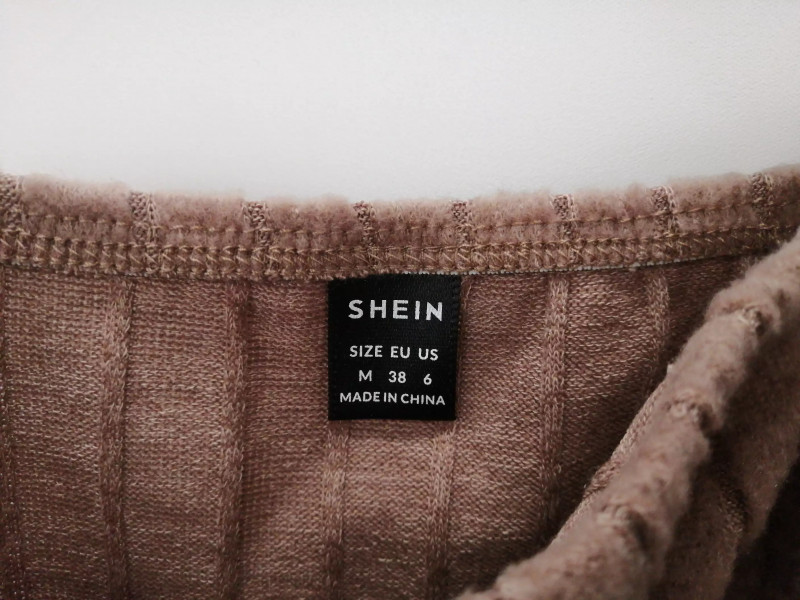 SHEIN
SIZE EU US
M 38 6
MADE IN CHINA